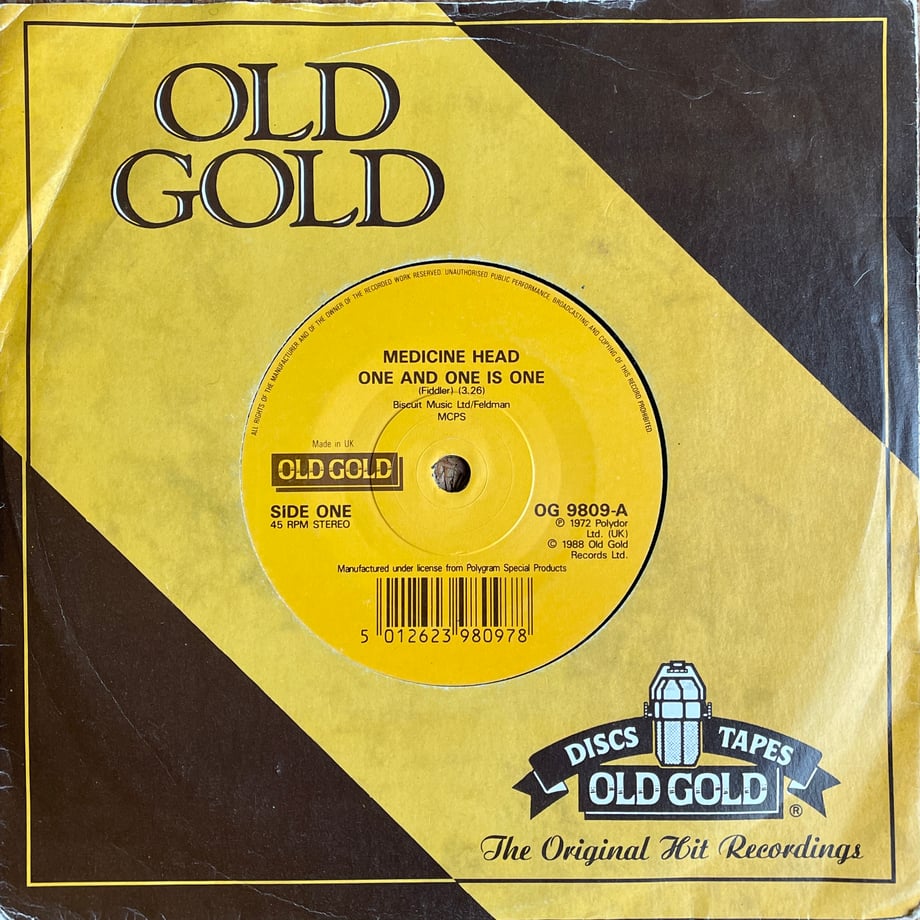 OLD
GOLD
ALL RIGHTS OF THE MANUFACTURER AND OF THE OWNER OF THE RECORDED WORK RESERVED. UNAUTHORISED PUBLIC PERFORMANCE, BROADCASTING AND COPYING OF THIS RECORD PROHIBITED
MEDICINE HEAD
ONE AND ONE IS ONE
(Fiddler) (3.26)
Biscuit Music Ltd/Feldman
MCPS
Made in UK
OLD GOLD
SiDE ONE
45 RPM STEREO
OG 9809-A
Ⓟ 1972 Polydor
Ltd. (UK)
© 1988 Old Gold
Records Ltd.
Manufactured under license from Polygram Special Products
5 012623 980978
DISCS TAPES
OLD GOLD ®
The Original Hit Recordings